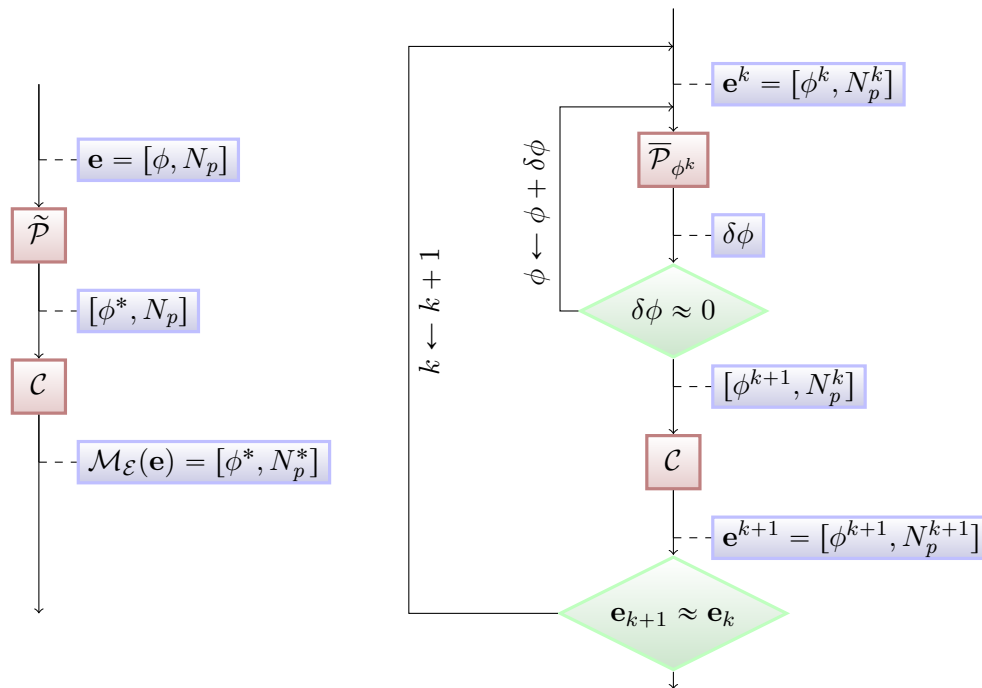 e = [ϕ, N_p]
𝒫̃
[ϕ*, N_p]
𝒞
ℳ_ℰ(e) = [ϕ*, N_p*]
e^k = [ϕ^k, N_p^k]
𝒫̅_ϕ^k
δϕ
ϕ ← ϕ + δϕ
k ← k + 1
δϕ ≈ 0
[ϕ^{k+1}, N_p^k]
𝒞
e^{k+1} = [ϕ^{k+1}, N_p^{k+1}]
e_{k+1} ≈ e_k